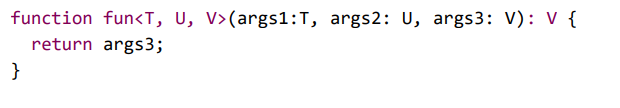 function fun<T, U, V>(args1:T, args2: U, args3: V): V {
  return args3;
}